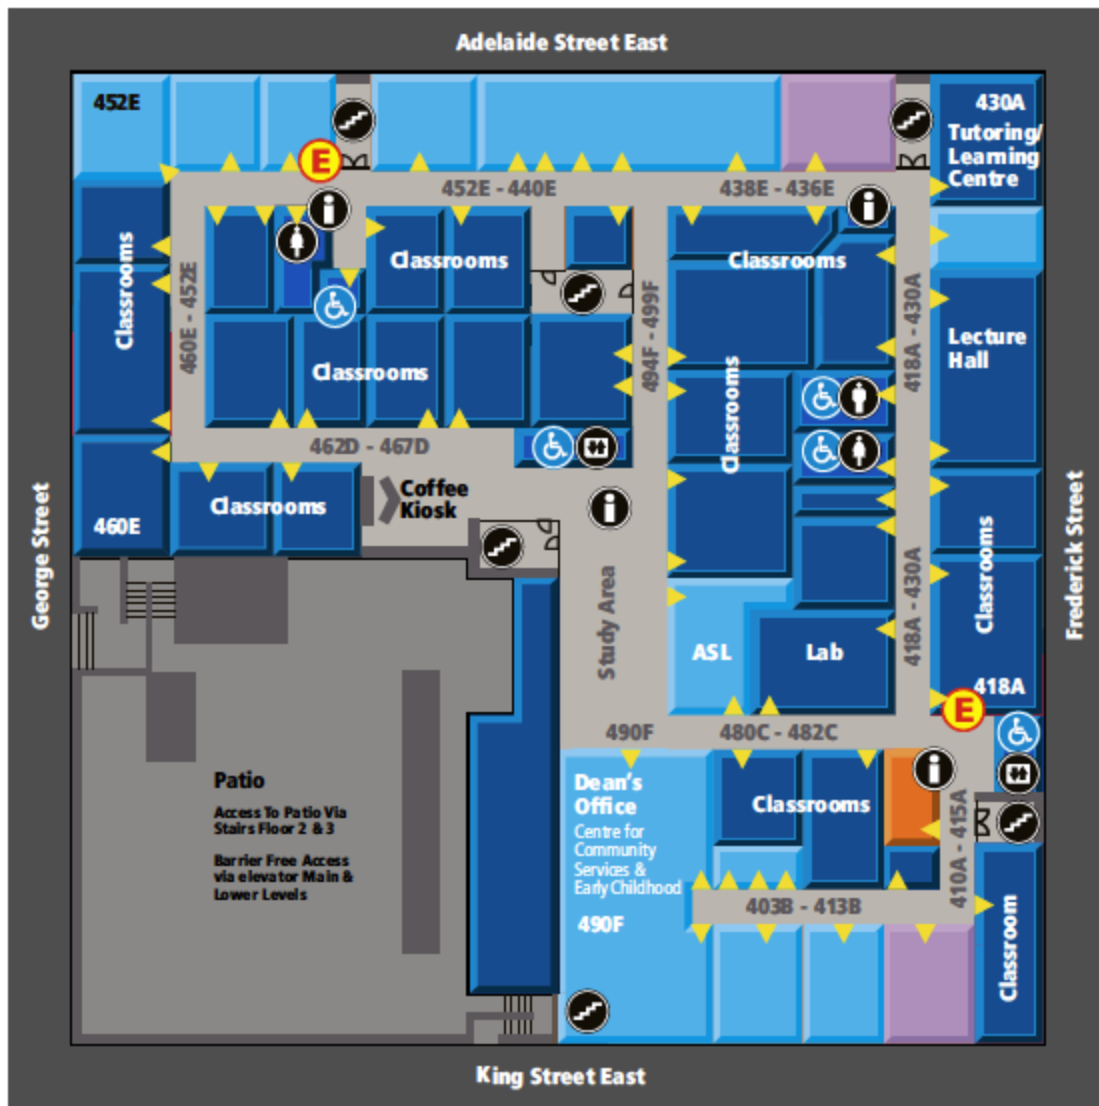 Adelaide Street East
452E
430A
Tutoring/
Learning
Centre
E
452E - 440E
438E - 436E
i
i
Classrooms
Classrooms
Classrooms
460E - 452E
494F - 499F
418A - 430A
Lecture
Hall
Classrooms
Classrooms
462D - 467D
Coffee
Kiosk
Classrooms
460E
i
George Street
Frederick Street
Study Area
418A - 430A
Classrooms
ASL
Lab
418A
E
490F
480C - 482C
i
Patio
Access To Patio Via
Stairs Floor 2 & 3
Barrier Free Access
via elevator Main &
Lower Levels
Dean's
Office
Centre for
Community
Services &
Early Childhood
490F
Classrooms
410A - 415A
403B - 413B
Classroom
King Street East